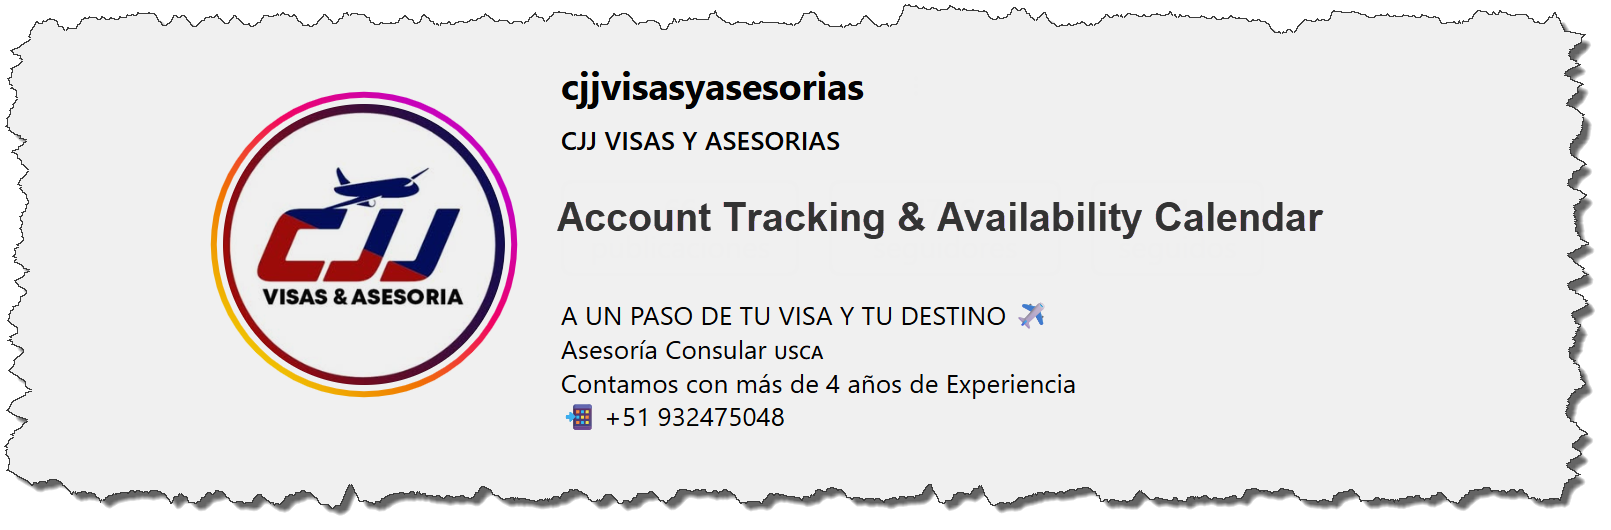 cjjvisasyasesorias
CJJ VISAS Y ASESORIAS
Account Tracking & Availability Calendar
CJJ
VISAS & ASESORIA
A UN PASO DE TU VISA Y TU DESTINO ✈️
Asesoría Consular ᴜꜱᴄᴀ
Contamos con más de 4 años de Experiencia
📲 +51 932475048